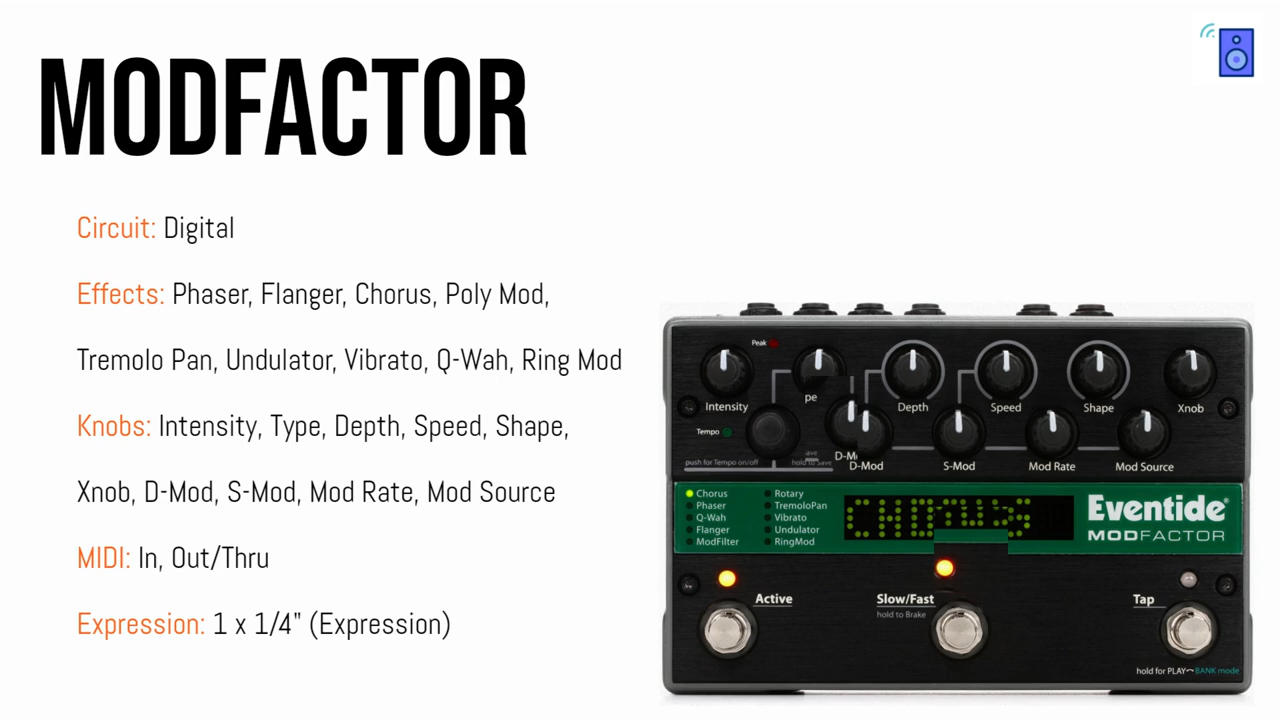 MODFACTOR
Circuit: Digital
Effects: Phaser, Flanger, Chorus, Poly Mod,
Tremolo Pan, Undulator, Vibrato, Q-Wah, Ring Mod
Knobs: Intensity, Type, Depth, Speed, Shape,
Xnob, D-Mod, S-Mod, Mod Rate, Mod Source
MIDI: In, Out/Thru
Expression: 1 x 1/4" (Expression)
Peak
Intensity
pe
Depth
Speed
Shape
Xnob
Tempo
push for Tempo on/off
hold to Save
D-Mod
S-Mod
Mod Rate
Mod Source
Chorus
Phaser
Q-Wah
Flanger
ModFilter
Rotary
TremoloPan
Vibrato
Undulator
RingMod
Eventide®
MODFACTOR
Active
Slow/Fast
hold to Brake
Tap
hold for PLAY BANK mode